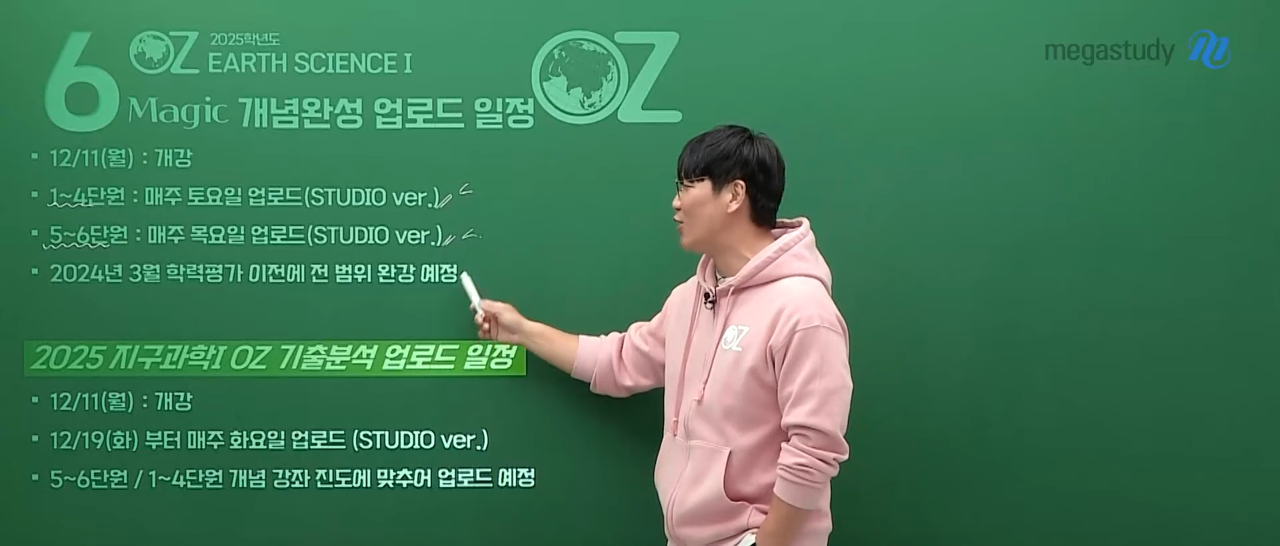 6
OZ 2025학년도
EARTH SCIENCE I
Magic 개념완성 업로드 일정
OZ
megastudy
12/11(월) : 개강
1~4단원 : 매주 토요일 업로드(STUDIO ver.)
5~6단원 : 매주 목요일 업로드(STUDIO ver.)
2024년 3월 학력평가 이전에 전 범위 완강 예정
2025 지구과학I OZ 기출분석 업로드 일정
12/11(월) : 개강
12/19(화) 부터 매주 화요일 업로드 (STUDIO ver.)
5~6단원 / 1~4단원 개념 강좌 진도에 맞추어 업로드 예정
OZ